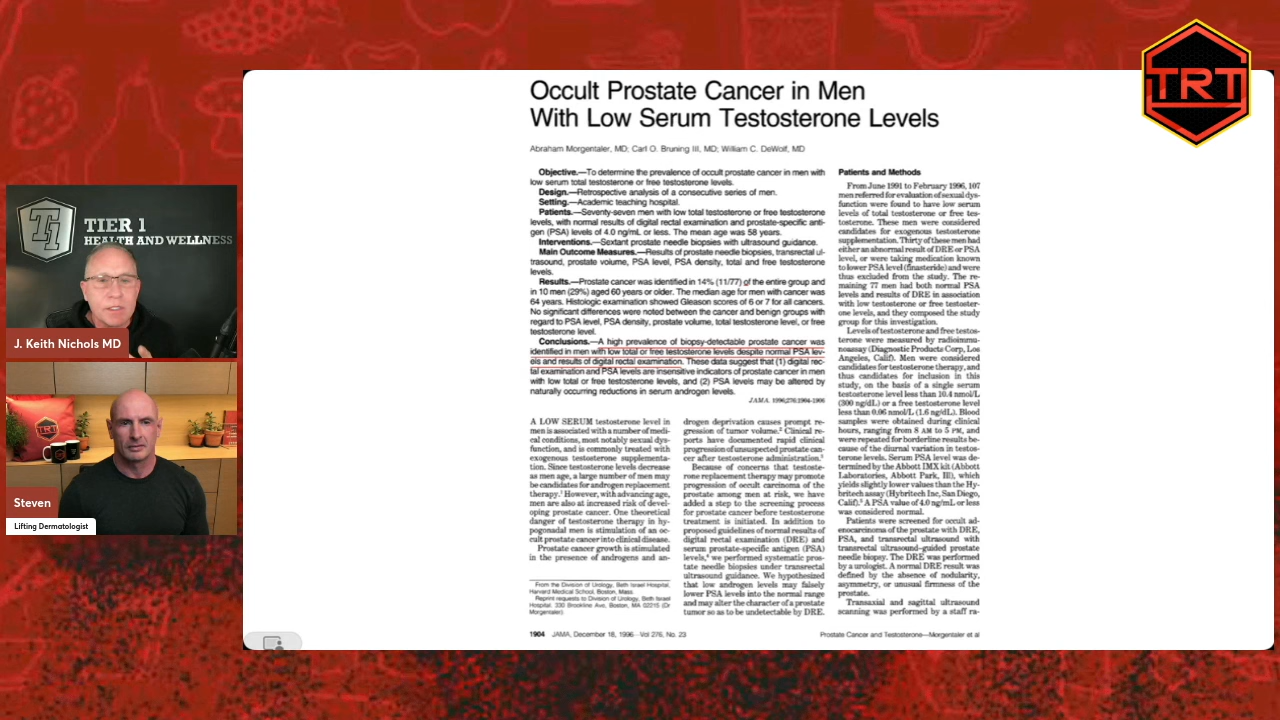 TRT
TIER 1
HEALTH AND WELLNESS
J. Keith Nichols MD
Steven
Lifting Dermatologist
Occult Prostate Cancer in Men
With Low Serum Testosterone Levels
Abraham Morgentaler, MD; Carl O. Bruning III, MD; William C. DeWolf, MD
Objective.—To determine the prevalence of occult prostate cancer in men with
low serum total testosterone or free testosterone levels.
Design.—Retrospective analysis of a consecutive series of men.
Setting.—Academic teaching hospital.
Patients.—Seventy-seven men with low total testosterone or free testosterone
levels, with normal results of digital rectal examination and prostate-specific anti-
gen (PSA) levels of 4.0 ng/mL or less. The mean age was 58 years.
Interventions.—Sextant prostate needle biopsies with ultrasound guidance.
Main Outcome Measures.—Results of prostate needle biopsies, transrectal ul-
trasound, prostate volume, PSA level, PSA density, total and free testosterone
levels.
Results.—Prostate cancer was identified in 14% (11/77) of the entire group and
in 10 men (29%) aged 60 years or older. The median age for men with cancer was
64 years. Histologic examination showed Gleason scores of 6 or 7 for all cancers.
No significant differences were noted between the cancer and benign groups with
regard to PSA level, PSA density, prostate volume, total testosterone level, or free
testosterone level.
Conclusions.—A high prevalence of biopsy-detectable prostate cancer was
identified in men with low total or free testosterone levels despite normal PSA lev-
els and results of digital rectal examination. These data suggest that (1) digital rec-
tal examination and PSA levels are insensitive indicators of prostate cancer in men
with low total or free testosterone levels, and (2) PSA levels may be altered by
naturally occurring reductions in serum androgen levels.
JAMA. 1996;276:1904-1906
A LOW SERUM testosterone level in
men is associated with a number of medi-
cal conditions, most notably sexual dys-
function, and is commonly treated with
exogenous testosterone supplementa-
tion. Since testosterone levels decrease
as men age, a large number of men may
be candidates for androgen replacement
therapy.1 However, with advancing age,
men are also at increased risk of devel-
oping prostate cancer. One theoretical
danger of testosterone therapy in hy-
pogonadal men is stimulation of an oc-
cult prostate cancer into clinical disease.
Prostate cancer growth is stimulated
in the presence of androgens and an-
From the Division of Urology, Beth Israel Hospital,
Harvard Medical School, Boston, Mass.
Reprint requests to Division of Urology, Beth Israel
Hospital, 330 Brookline Ave, Boston, MA 02215 (Dr
Morgentaler).
drogen deprivation causes prompt re-
gression of tumor volume.2 Clinical re-
ports have documented rapid clinical
progression of unsuspected prostate can-
cer after testosterone administration.3
Because of concerns that testoste-
rone replacement therapy may promote
progression of occult carcinoma of the
prostate among men at risk, we have
added a step to the screening process
for prostate cancer before testosterone
treatment is initiated. In addition to
proposed guidelines of normal results of
digital rectal examination (DRE) and
serum prostate-specific antigen (PSA)
levels,4 we performed systematic pros-
tate needle biopsies under transrectal
ultrasound guidance. We hypothesized
that low androgen levels may falsely
lower PSA levels into the normal range
and may alter the character of a prostate
tumor so as to be undetectable by DRE.
Patients and Methods
From June 1991 to February 1996, 107
men referred for evaluation of sexual dys-
function were found to have low serum
levels of total testosterone or free tes-
tosterone. These men were considered
candidates for exogenous testosterone
supplementation. Thirty of these men had
either an abnormal result of DRE or PSA
level, or were taking medication known
to lower PSA level (finasteride) and were
thus excluded from the study. The re-
maining 77 men had both normal PSA
levels and results of DRE in association
with low testosterone or free testoster-
one levels, and they composed the study
group for this investigation.
Levels of testosterone and free testos-
terone were measured by radioimmu-
noassay (Diagnostic Products Corp, Los
Angeles, Calif). Men were considered
candidates for testosterone therapy, and
thus candidates for inclusion in this
study, on the basis of a single serum
testosterone level less than 10.4 nmol/L
(300 ng/dL) or a free testosterone level
less than 0.06 nmol/L (1.6 ng/dL). Blood
samples were obtained during clinical
hours, ranging from 8 AM to 5 PM, and
were repeated for borderline results be-
cause of the diurnal variation in testos-
terone levels. Serum PSA level was de-
termined by the Abbott IMX kit (Abbott
Laboratories, Abbott Park, Ill), which
yields slightly lower values than the Hy-
britech assay (Hybritech Inc, San Diego,
Calif).5 A PSA value of 4.0 ng/mL or less
was considered normal.
Patients were screened for occult ad-
enocarcinoma of the prostate with DRE,
PSA, and transrectal ultrasound with
transrectal ultrasound-guided prostate
needle biopsy. The DRE was performed
by a urologist. A normal DRE result was
defined by the absence of nodularity,
asymmetry, or unusual firmness of the
prostate.
Transaxial and sagittal ultrasound
scanning was performed by a staff ra-
1904 JAMA, December 18, 1996—Vol 276, No. 23
Prostate Cancer and Testosterone—Morgentaler et al